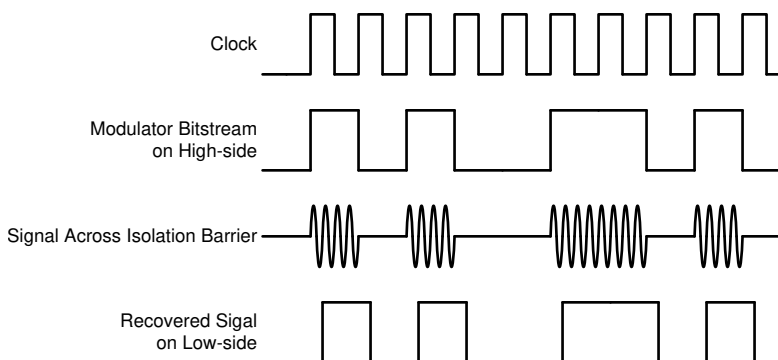 Clock
Modulator Bitstream
on High-side
Signal Across Isolation Barrier
Recovered Sigal
on Low-side